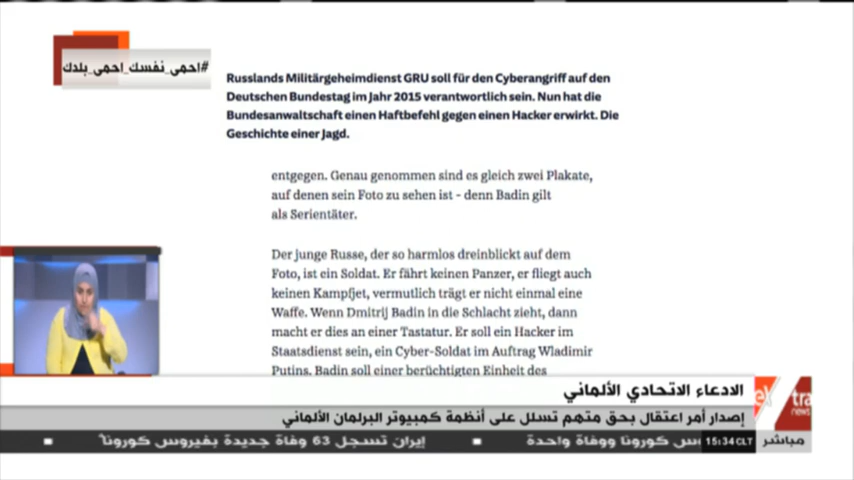 #احمى_نفسك_احمى_بلدك
Russlands Militärgeheimdienst GRU soll für den Cyberangriff auf den
Deutschen Bundestag im Jahr 2015 verantwortlich sein. Nun hat die
Bundesanwaltschaft einen Haftbefehl gegen einen Hacker erwirkt. Die
Geschichte einer Jagd.
entgegen. Genau genommen sind es gleich zwei Plakate,
auf denen sein Foto zu sehen ist - denn Badin gilt
als Serientäter.
Der junge Russe, der so harmlos dreinblickt auf dem
Foto, ist ein Soldat. Er fährt keinen Panzer, er fliegt auch
keinen Kampfjet, vermutlich trägt er nicht einmal eine
Waffe. Wenn Dmitrij Badin in die Schlacht zieht, dann
macht er dies an einer Tastatur. Er soll ein Hacker im
Staatsdienst sein, ein Cyber-Soldat im Auftrag Wladimir
Putins. Badin soll einer berüchtigten Einheit des
الادعاء الاتحادي الألماني
إصدار أمر اعتقال بحق متهم تسلل على أنظمة كمبيوتر البرلمان الألماني
tra
news
مباشر
15:34 CLT
كورونا ووفاة واحدة
إيران تسجل 63 وفاة جديدة بفيروس كورونا